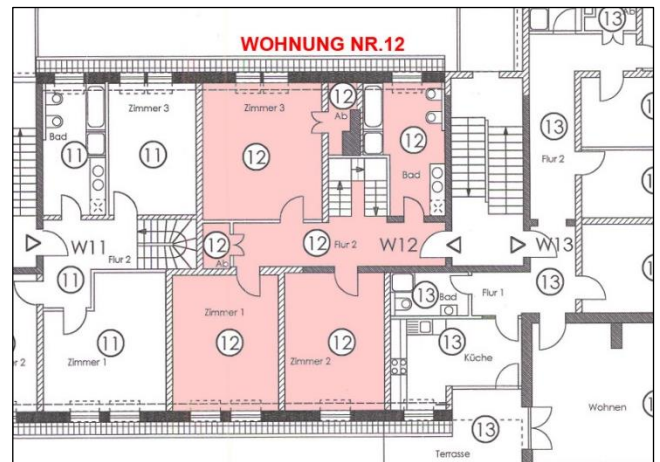 WOHNUNG NR.12
13
Ab
Zimmer 3
Zimmer 3
12
Ab
Bad
11
11
12
12
Bad
13
Flur 2
W11
Flur 2
12
Ab
12
Flur 2
W12
W13
11
13
Bad
Flur 1
13
Zimmer 1
12
11
Zimmer 1
Zimmer 2
12
13
Küche
Wohnen
13
Terrasse